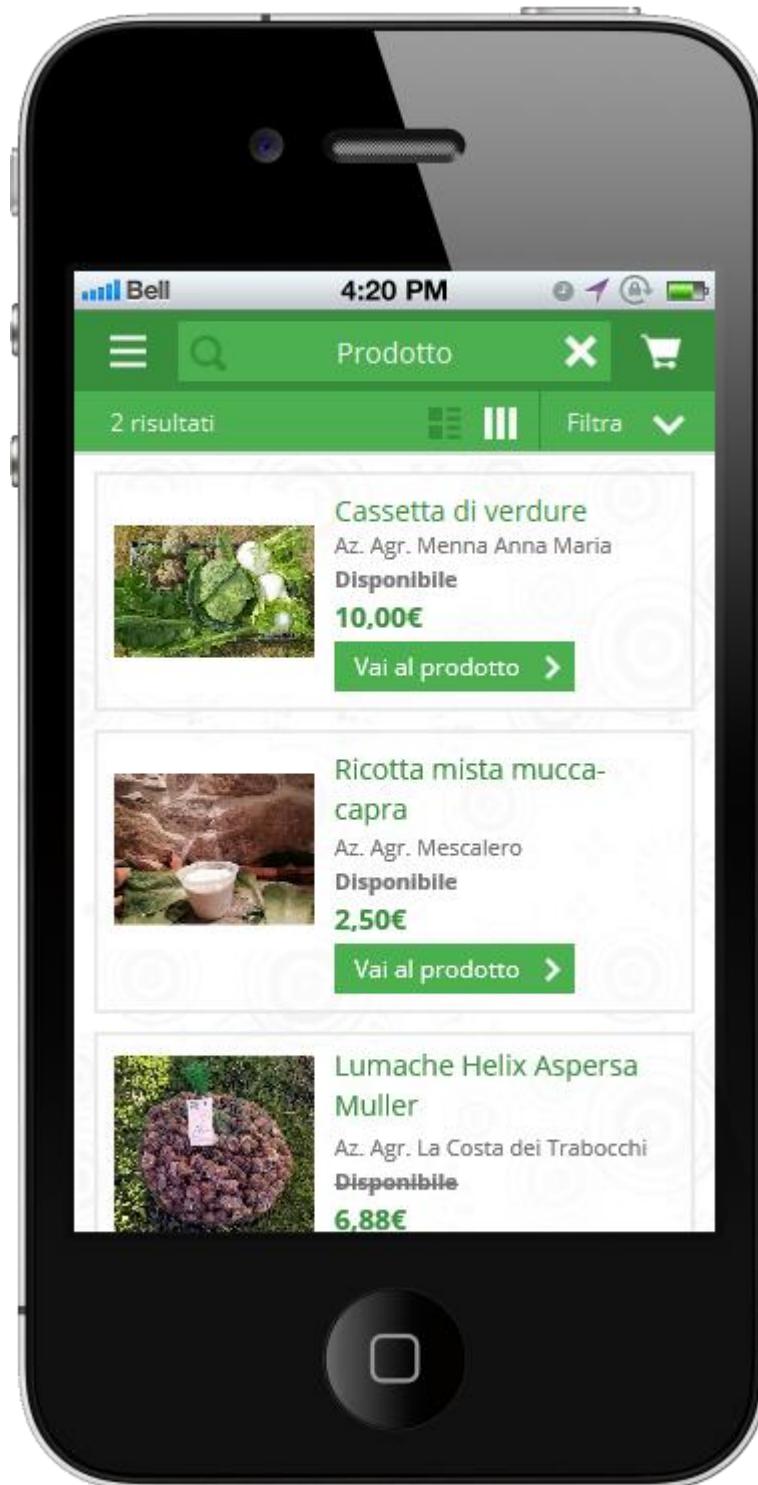 Bell 4:20 PM
Prodotto
2 risultati Filtra
Cassetta di verdure
Az. Agr. Menna Anna Maria
Disponibile
10,00€
Vai al prodotto
Ricotta mista mucca-
capra
Az. Agr. Mescalero
Disponibile
2,50€
Vai al prodotto
Lumache Helix Aspersa
Muller
Az. Agr. La Costa dei Trabocchi
Disponibile
6,88€